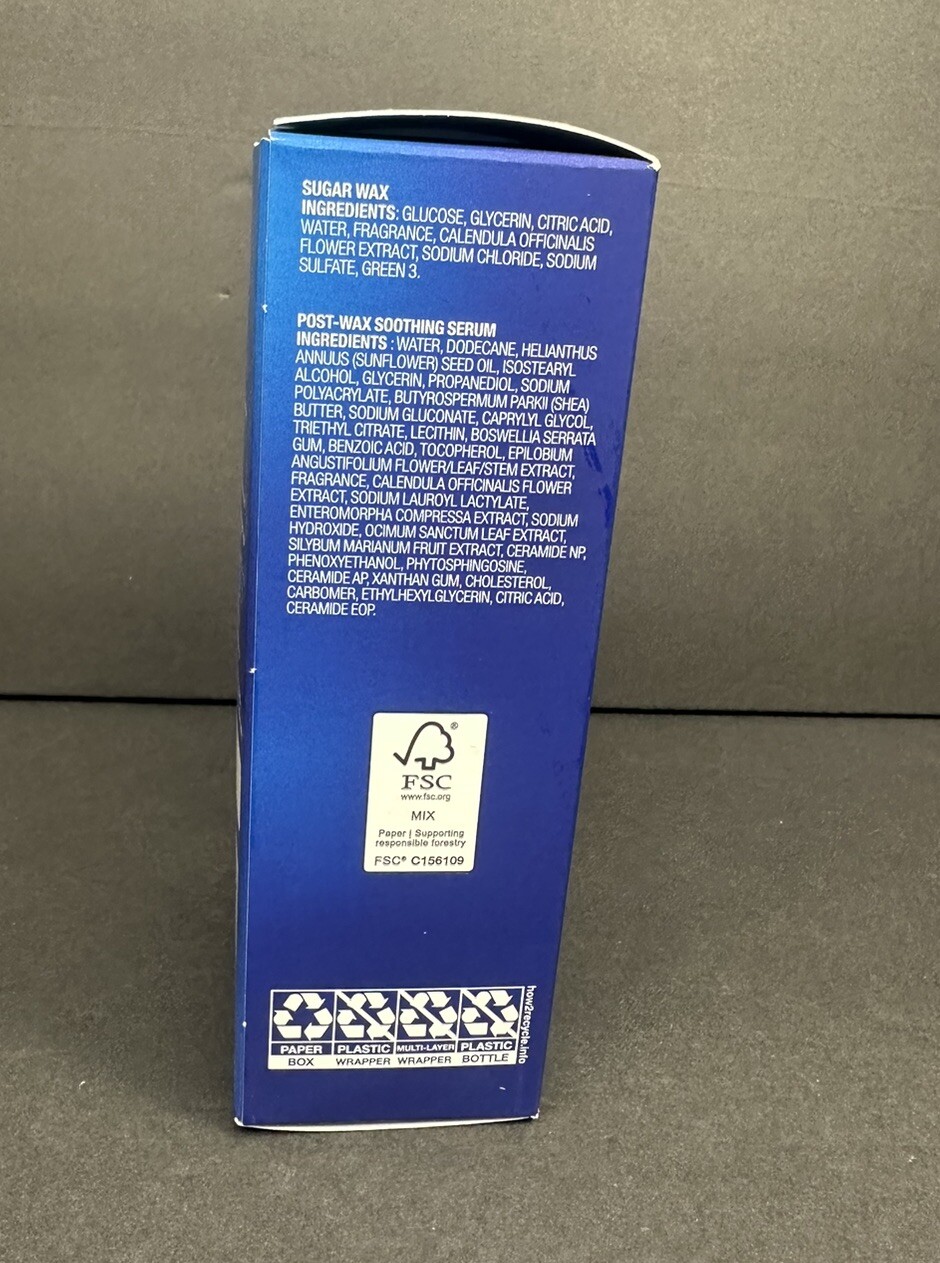 SUGAR WAX
INGREDIENTS: GLUCOSE, GLYCERIN, CITRIC ACID,
WATER, FRAGRANCE, CALENDULA OFFICINALIS
FLOWER EXTRACT, SODIUM CHLORIDE, SODIUM
SULFATE, GREEN 3.
POST-WAX SOOTHING SERUM
INGREDIENTS : WATER, DODECANE, HELIANTHUS
ANNUUS (SUNFLOWER) SEED OIL, ISOSTEARYL
ALCOHOL, GLYCERIN, PROPANEDIOL, SODIUM
POLYACRYLATE, BUTYROSPERMUM PARKII (SHEA)
BUTTER, SODIUM GLUCONATE, CAPRYLYL GLYCOL,
TRIETHYL CITRATE, LECITHIN, BOSWELLIA SERRATA
GUM, BENZOIC ACID, TOCOPHEROL, EPILOBIUM
ANGUSTIFOLIUM FLOWER/LEAF/STEM EXTRACT,
FRAGRANCE, CALENDULA OFFICINALIS FLOWER
EXTRACT, SODIUM LAUROYL LACTYLATE,
ENTEROMORPHA COMPRESSA EXTRACT, SODIUM
HYDROXIDE, OCIMUM SANCTUM LEAF EXTRACT,
SILYBUM MARIANUM FRUIT EXTRACT, CERAMIDE NP,
PHENOXYETHANOL, PHYTOSPHINGOSINE,
CERAMIDE AP, XANTHAN GUM, CHOLESTEROL,
CARBOMER, ETHYLHEXYLGLYCERIN, CITRIC ACID,
CERAMIDE EOP.
®
FSC
www.fsc.org
MIX
Paper | Supporting
responsible forestry
FSC® C156109
PAPER PLASTIC MULTI-LAYER PLASTIC
BOX WRAPPER WRAPPER BOTTLE
how2recycle.info